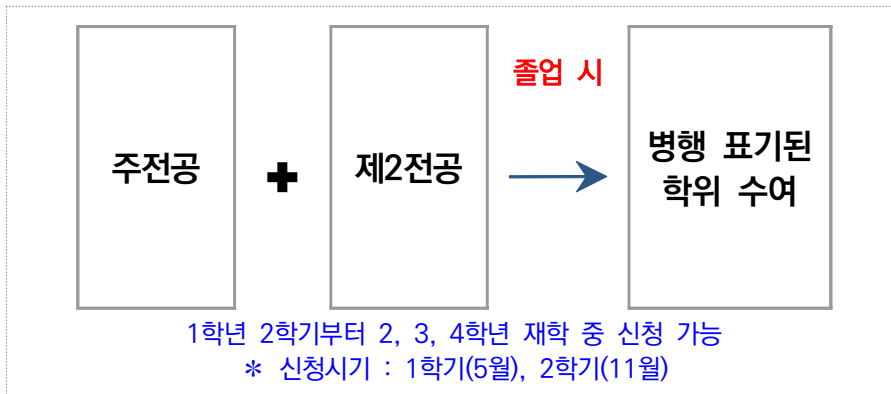 졸업 시
주전공
✚
제2전공
병행 표기된
학위 수여
1학년 2학기부터 2, 3, 4학년 재학 중 신청 가능
＊ 신청시기 : 1학기(5월), 2학기(11월)